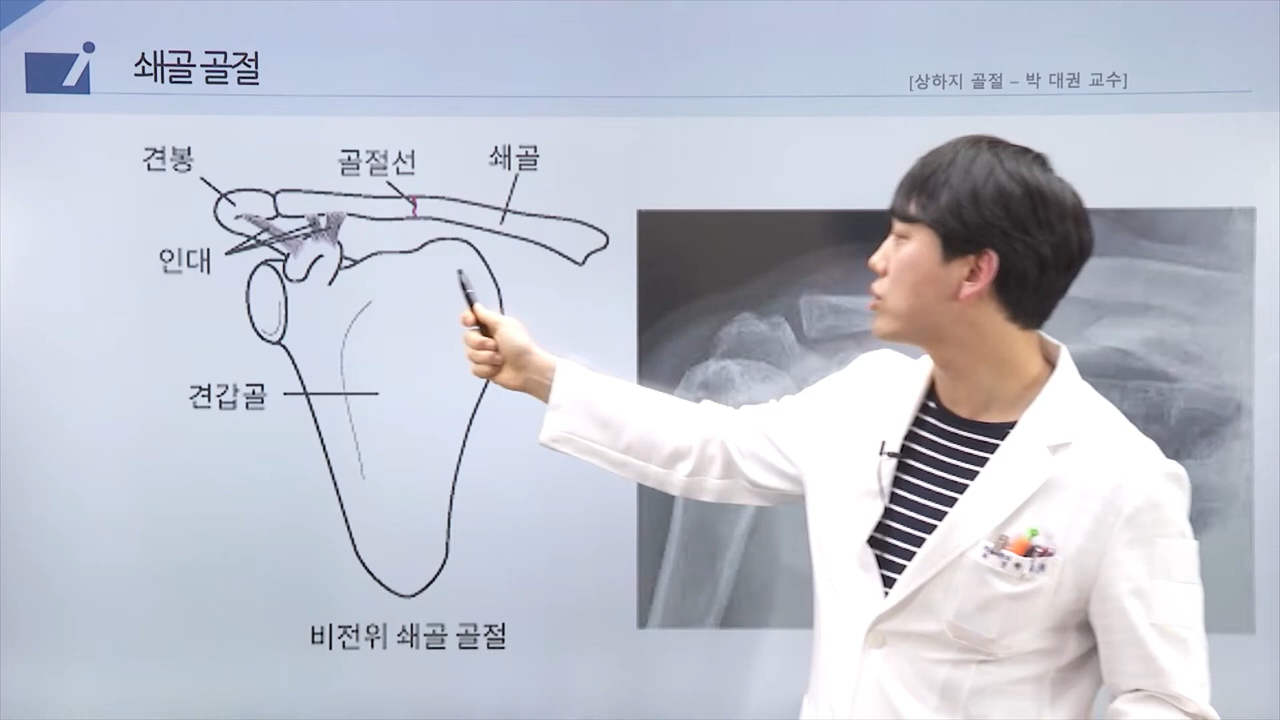 쇄골 골절
[상하지 골절 – 박 대권 교수]
견봉
골절선
쇄골
인대
견갑골
비전위 쇄골 골절